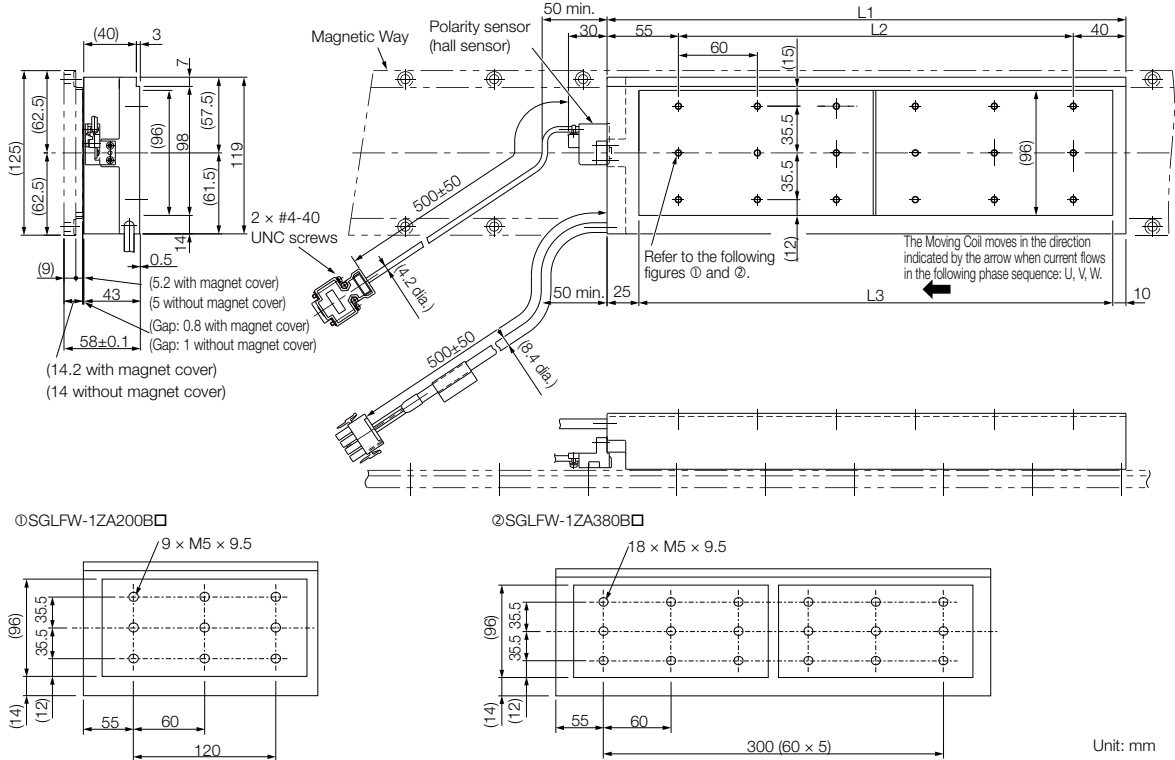 50 min.
L1
Polarity sensor
(hall sensor)
30
55
L2
40
(40)
3
Magnetic Way
60
(15)
7
(125)
(62.5)
(62.5)
(96)
98
(57.5)
119
(61.5)
14
35.5
35.5
(96)
(12)
500±50
2 × #4-40
UNC screws
(4.2 dia.)
Refer to the following
figures ① and ②.
The Moving Coil moves in the direction
indicated by the arrow when current flows
in the following phase sequence: U, V, W.
0.5
(9)
(5.2 with magnet cover)
(5 without magnet cover)
43
(Gap: 0.8 with magnet cover)
(Gap: 1 without magnet cover)
58±0.1
(14.2 with magnet cover)
(14 without magnet cover)
50 min.
25
L3
10
500±50
(8.4 dia.)
①SGLFW-1ZA200B□
9 × M5 × 9.5
(96)
35.5
35.5
(14)
(12)
55
60
120
②SGLFW-1ZA380B□
18 × M5 × 9.5
(96)
35.5
35.5
(14)
(12)
55
60
300 (60 × 5)
Unit: mm